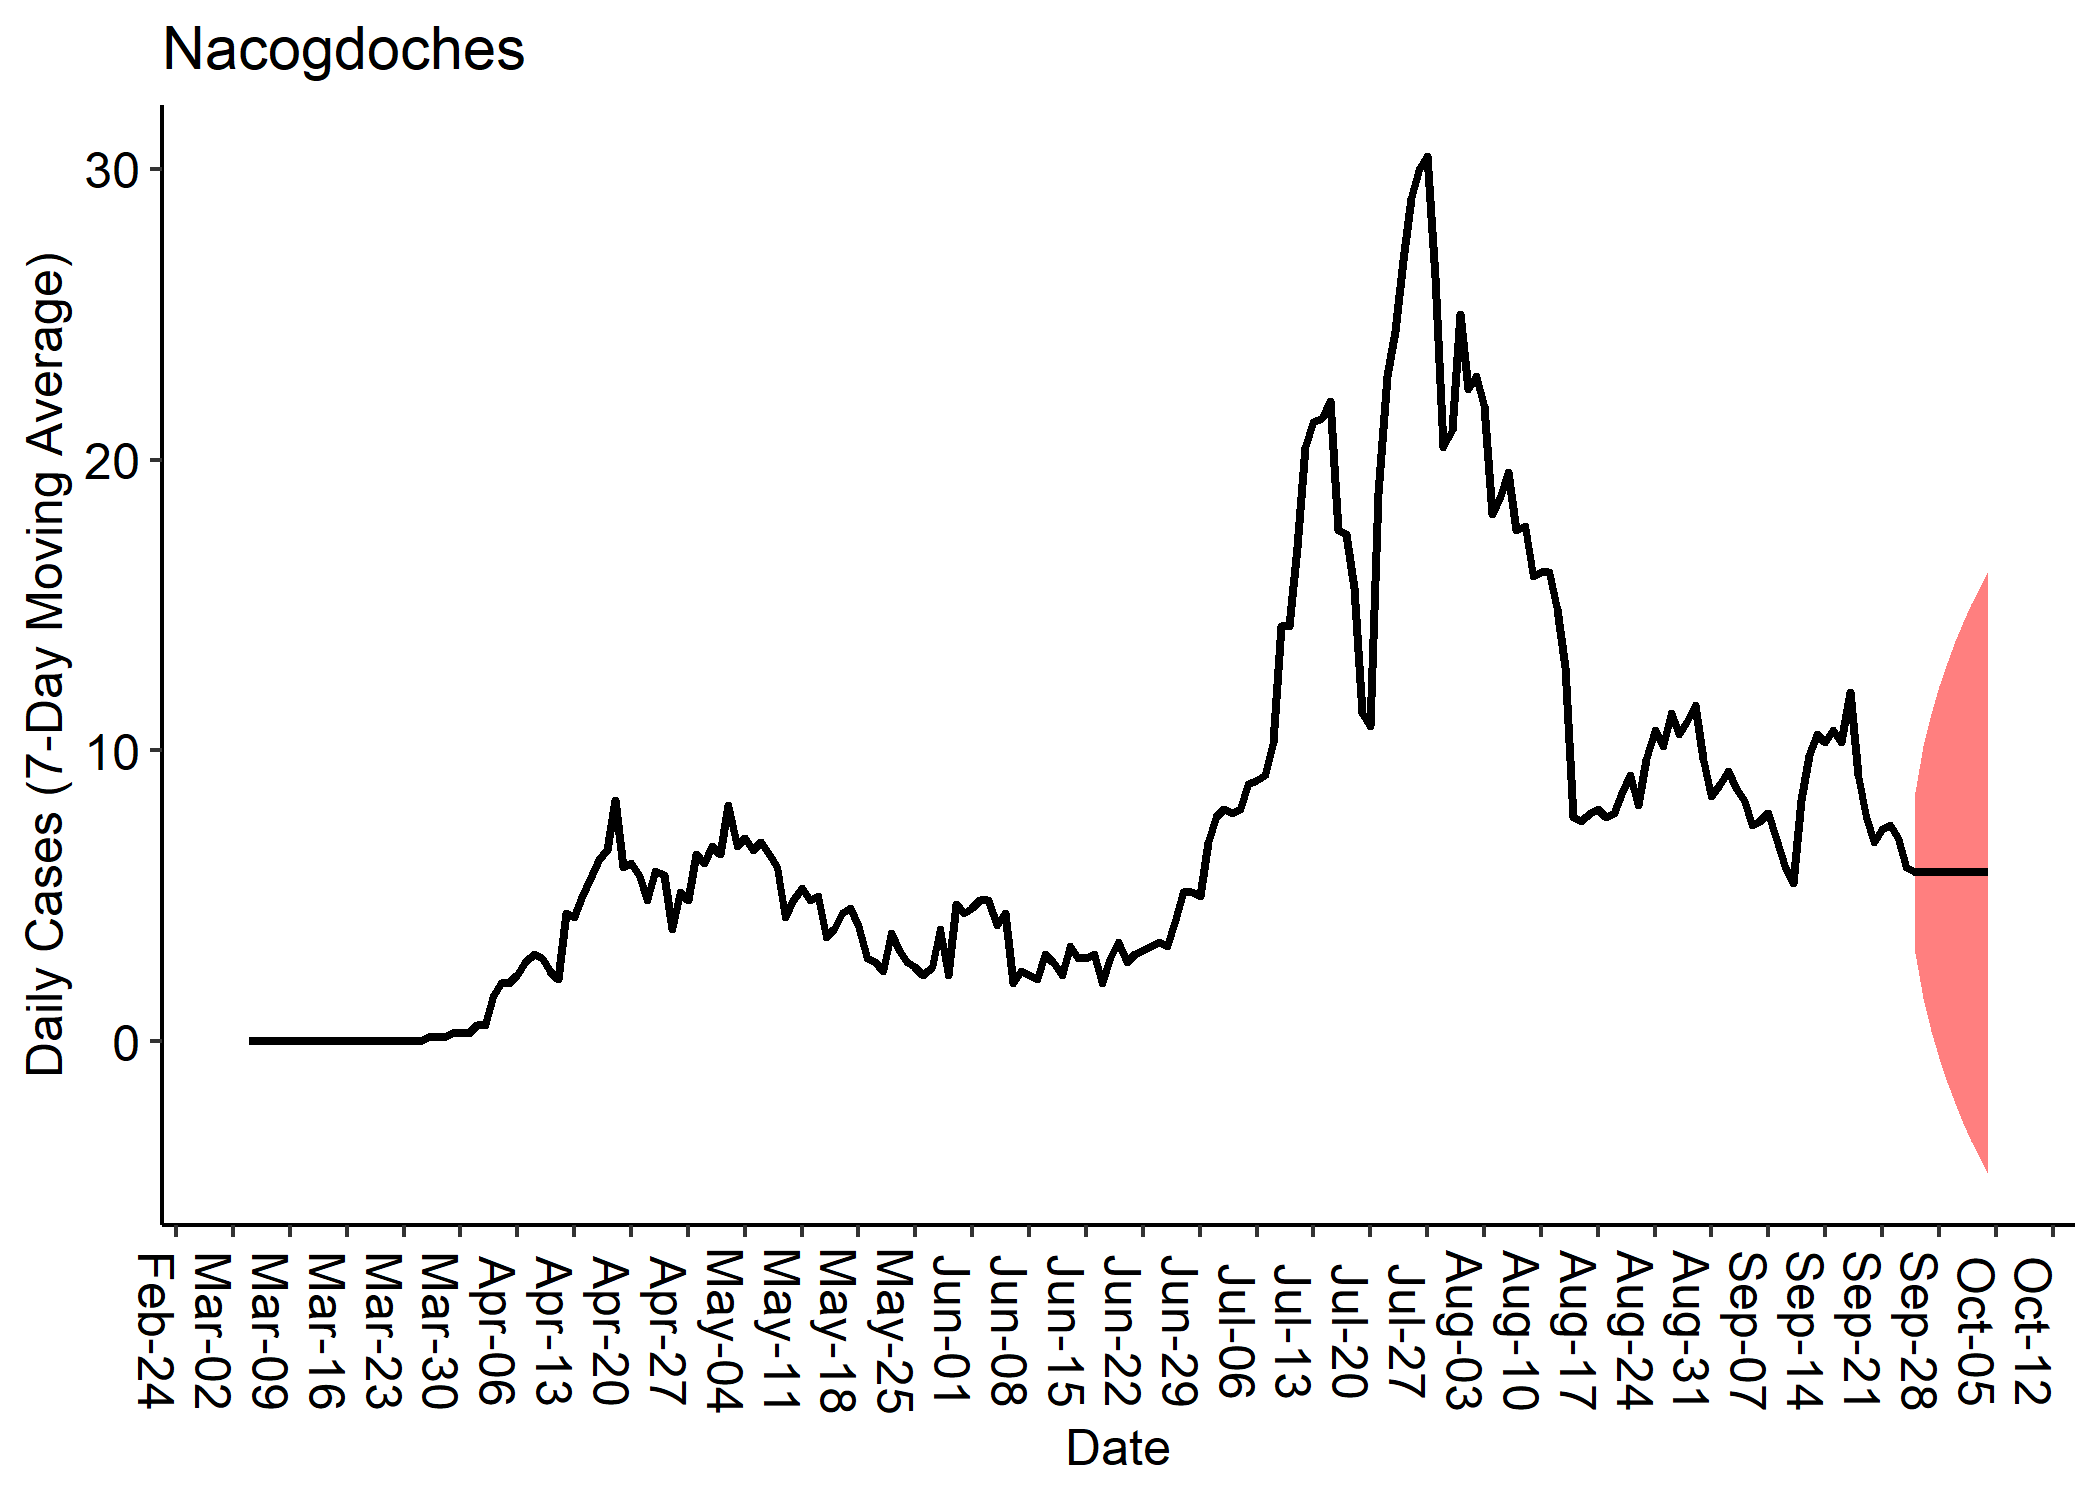 Nacogdoches
Daily Cases (7-Day Moving Average)
30
20
10
0
Feb-24
Mar-02
Mar-09
Mar-16
Mar-23
Mar-30
Apr-06
Apr-13
Apr-20
Apr-27
May-04
May-11
May-18
May-25
Jun-01
Jun-08
Jun-15
Jun-22
Jun-29
Jul-06
Jul-13
Jul-20
Jul-27
Aug-03
Aug-10
Aug-17
Aug-24
Aug-31
Sep-07
Sep-14
Sep-21
Sep-28
Oct-05
Oct-12
Date